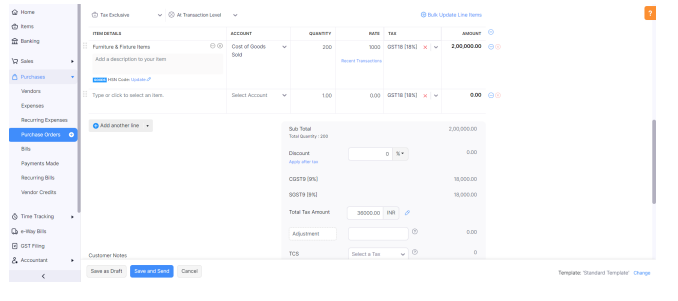 Home
Items
Banking
Sales
Purchases
Vendors
Expenses
Recurring Expenses
Purchase Orders
Bills
Payments Made
Recurring Bills
Vendor Credits
Time Tracking
e-Way Bills
GST Filing
Accountant
Tax Exclusive
At Transaction Level
Bulk Update Line Items
?
ITEM DETAILS ACCOUNT QUANTITY RATE TAX AMOUNT
Furniture & Fixture Items Cost of Goods Sold 200 1000 GST18 [18%] 2,00,000.00
Add a description to your item
Recent Transactions
HSN Code: Update
Type or click to select an item. Select Account 1.00 0.00 GST18 [18%] 0.00
Add another line
Sub Total 2,00,000.00
Total Quantity : 200
Discount 0 % 0.00
Apply after tax
CGST9 [9%] 18,000.00
SGST9 [9%] 18,000.00
Total Tax Amount 36000.00 INR
Adjustment 0.00
TCS Select a Tax 0
Customer Notes
Save as Draft Save and Send Cancel
Template: 'Standard Template' Change